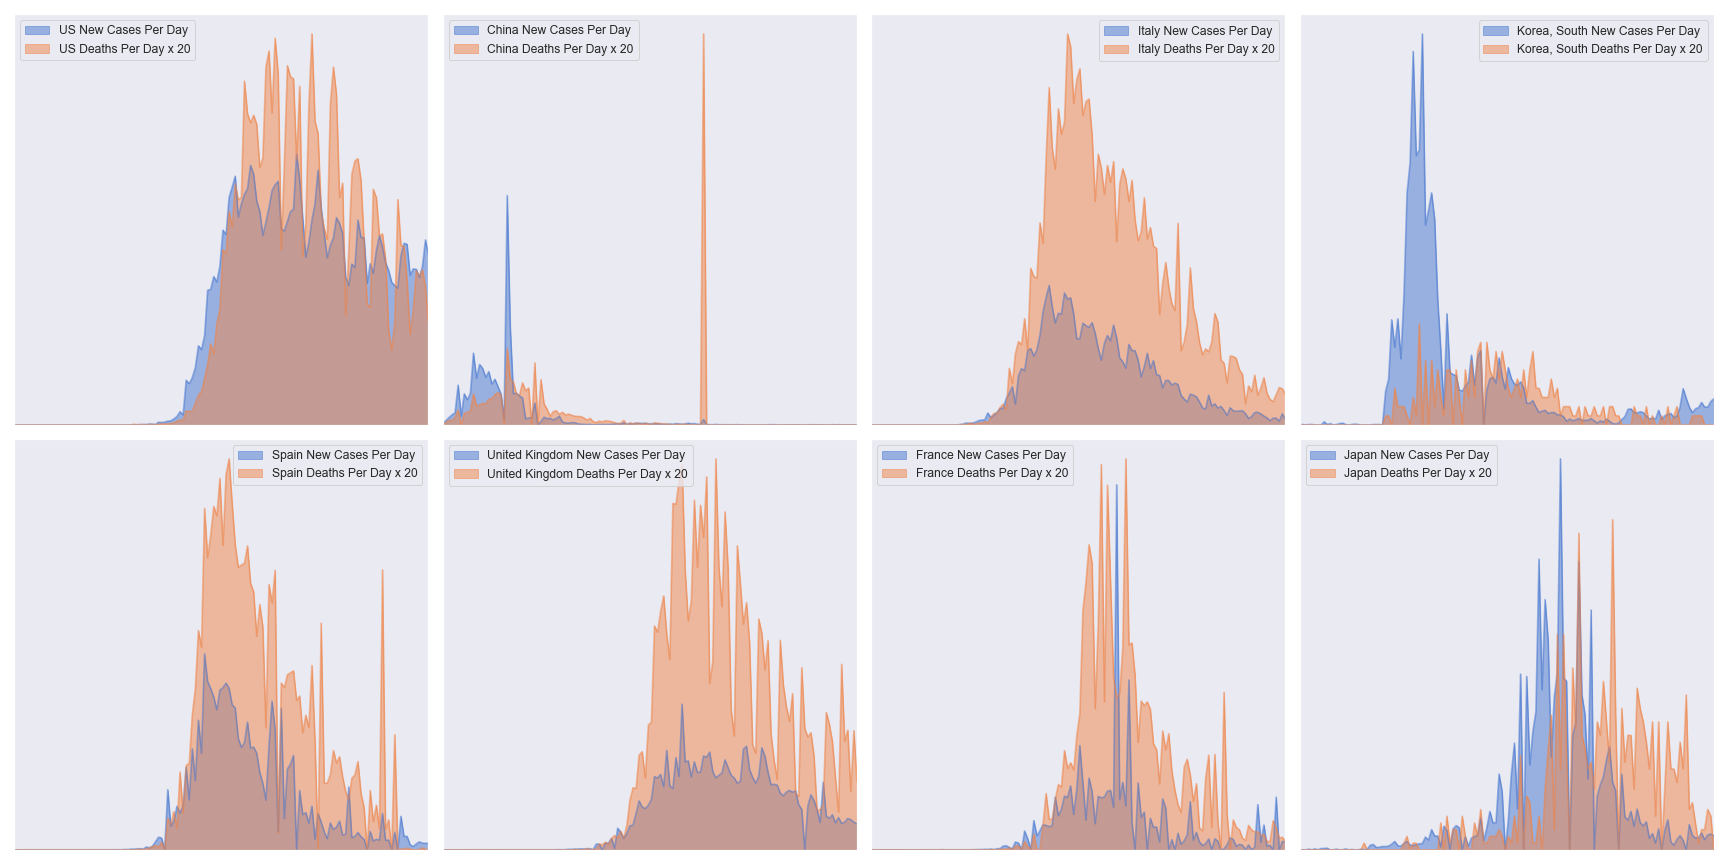 US New Cases Per Day
US Deaths Per Day x 20
China New Cases Per Day
China Deaths Per Day x 20
Italy New Cases Per Day
Italy Deaths Per Day x 20
Korea, South New Cases Per Day
Korea, South Deaths Per Day x 20
Spain New Cases Per Day
Spain Deaths Per Day x 20
United Kingdom New Cases Per Day
United Kingdom Deaths Per Day x 20
France New Cases Per Day
France Deaths Per Day x 20
Japan New Cases Per Day
Japan Deaths Per Day x 20